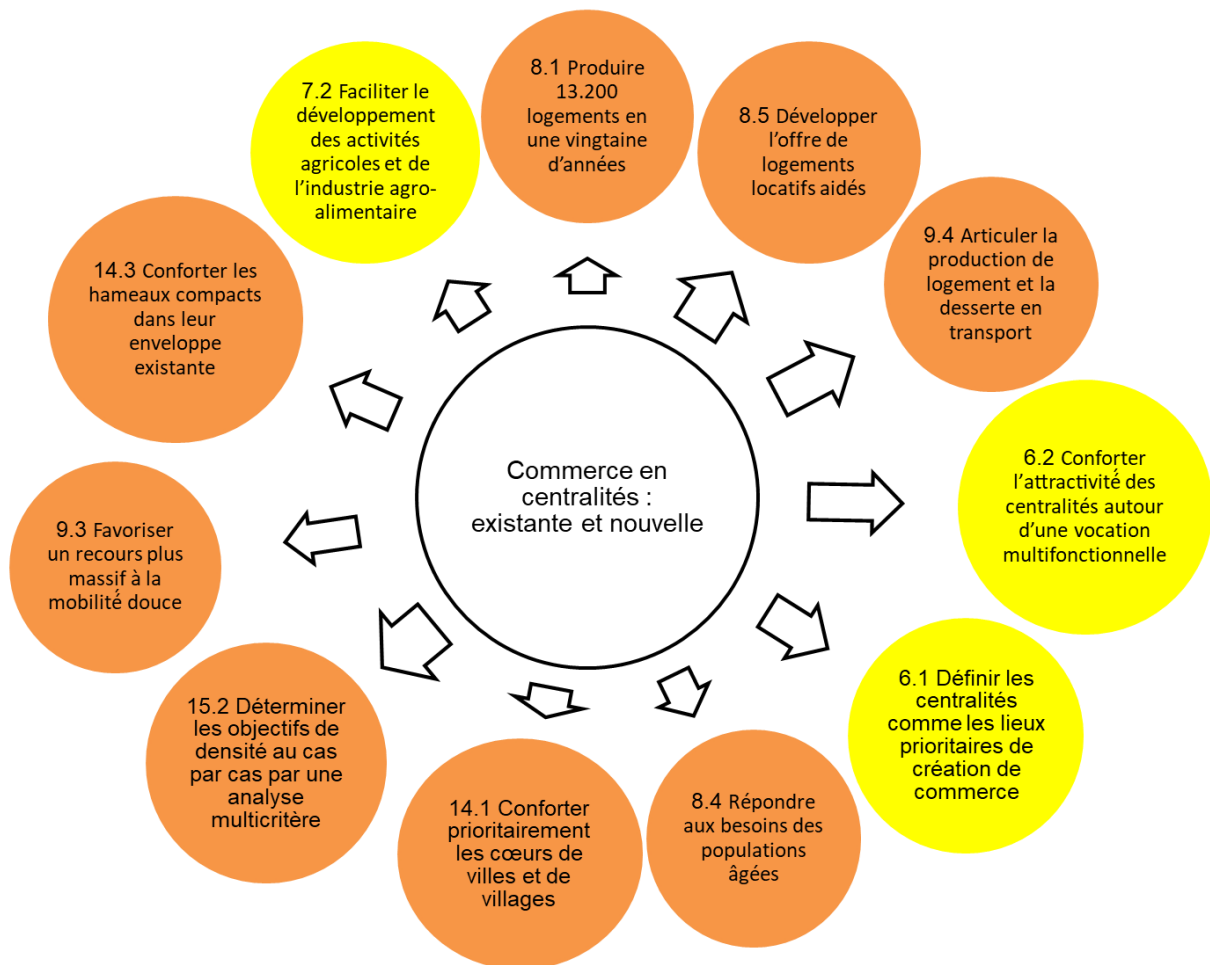 8.1 Produire
13.200
logements en
une vingtaine
d'années
8.5 Développer
l'offre de
logements
locatifs aidés
9.4 Articuler la
production de
logement et la
desserte en
transport
6.2 Conforter
l'attractivité des
centralités autour
d'une vocation
multifonctionnelle
6.1 Définir les
centralités
comme les lieux
prioritaires de
création de
commerce
8.4 Répondre
aux besoins des
populations
âgées
14.1 Conforter
prioritairement
les cœurs de
villes et de
villages
15.2 Déterminer
les objectifs de
densité au cas
par cas par une
analyse
multicritère
9.3 Favoriser
un recours plus
massif à la
mobilité douce
14.3 Conforter les
hameaux compacts
dans leur
enveloppe
existante
7.2 Faciliter le
développement
des activités
agricoles et de
l'industrie agro-
alimentaire
Commerce en
centralités :
existante et nouvelle